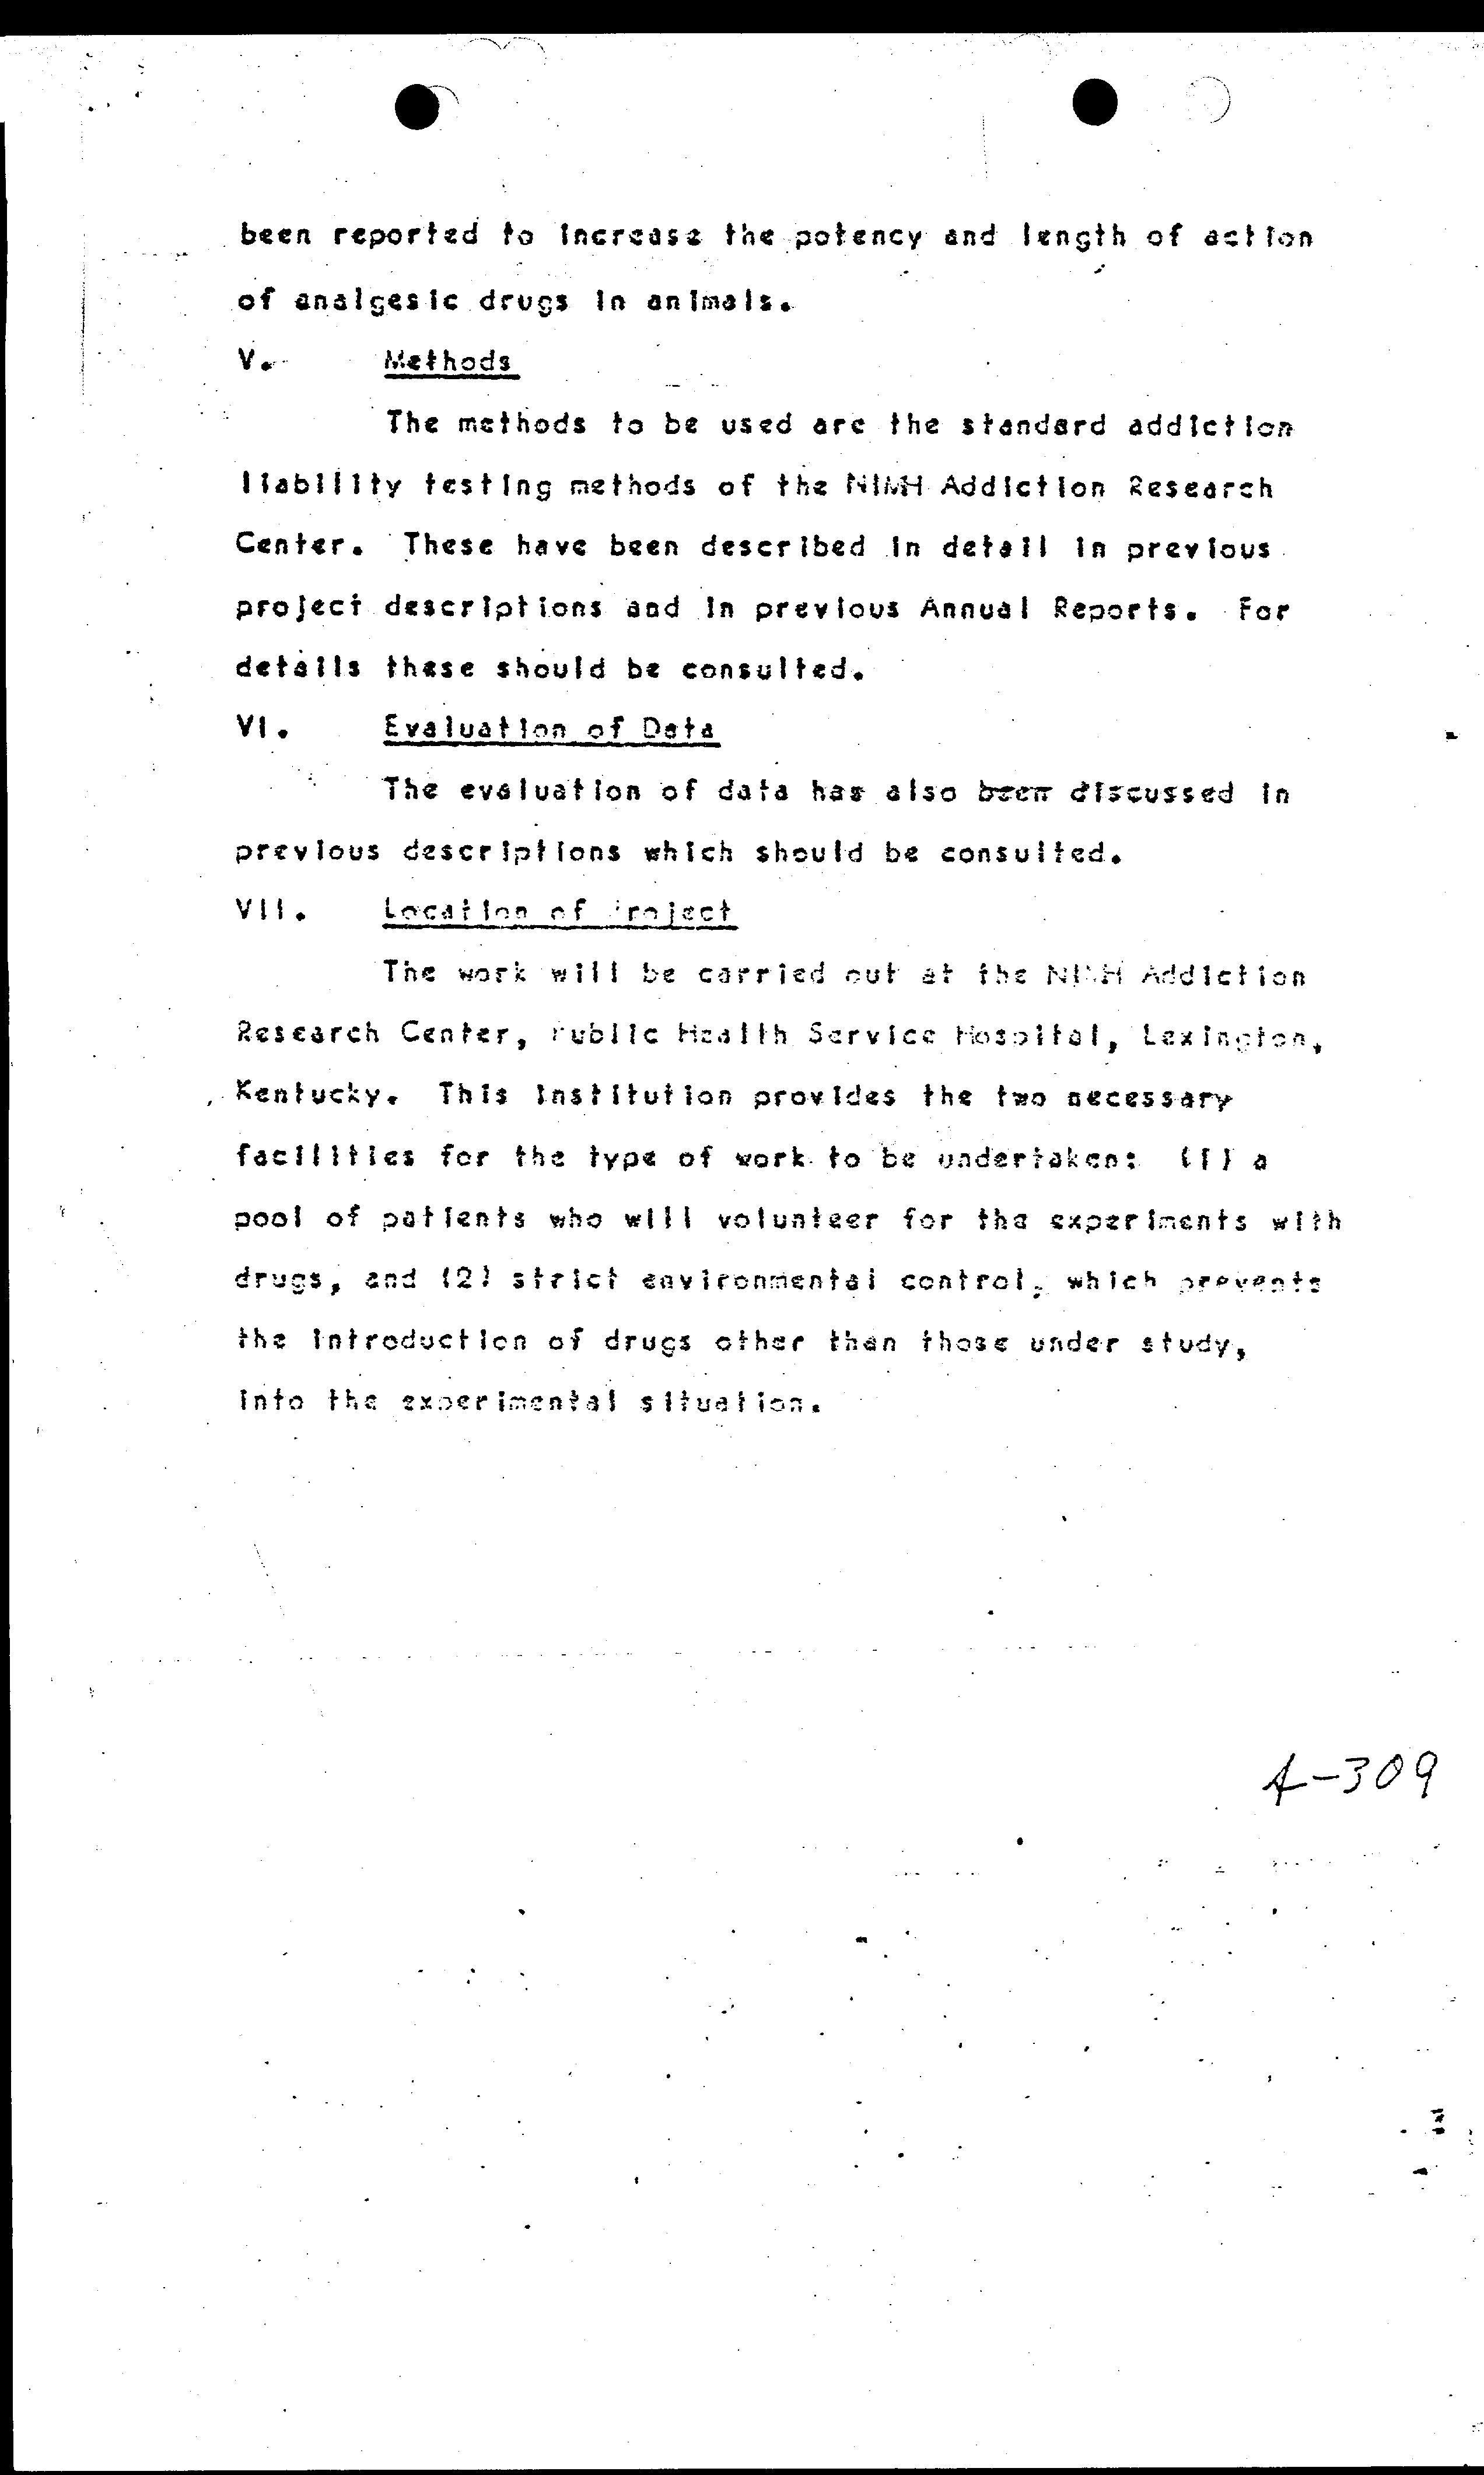 been reported to increase the potency and length of action
of analgesic drugs in animals.
V. Methods
The methods to be used are the standard addiction
liability testing methods of the NIMH Addiction Research
Center. These have been described in detail in previous
project descriptions and in previous Annual Reports. For
details these should be consulted.
VI. Evaluation of Data
The evaluation of data has also been discussed in
previous descriptions which should be consulted.
VII. Location of Project
The work will be carried out at the NIMH Addiction
Research Center, Public Health Service Hospital, Lexington,
Kentucky. This institution provides the two necessary
facilities for the type of work to be undertaken: (1) a
pool of patients who will volunteer for the experiments with
drugs, and (2) strict environmental control, which prevents
the introduction of drugs other than those under study,
into the experimental situation.
A-309